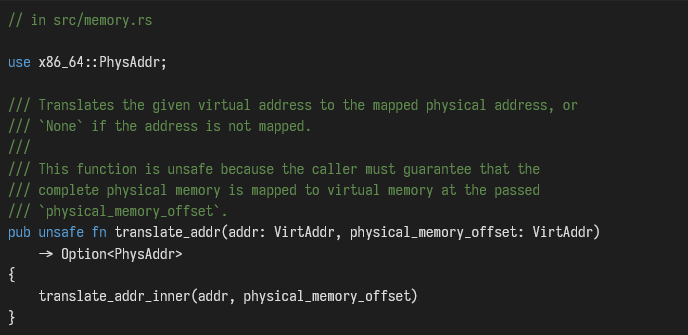 // in src/memory.rs
use x86_64::PhysAddr;
/// Translates the given virtual address to the mapped physical address, or
/// `None` if the address is not mapped.
///
/// This function is unsafe because the caller must guarantee that the
/// complete physical memory is mapped to virtual memory at the passed
/// `physical_memory_offset`.
pub unsafe fn translate_addr(addr: VirtAddr, physical_memory_offset: VirtAddr)
    -> Option<PhysAddr>
{
    translate_addr_inner(addr, physical_memory_offset)
}